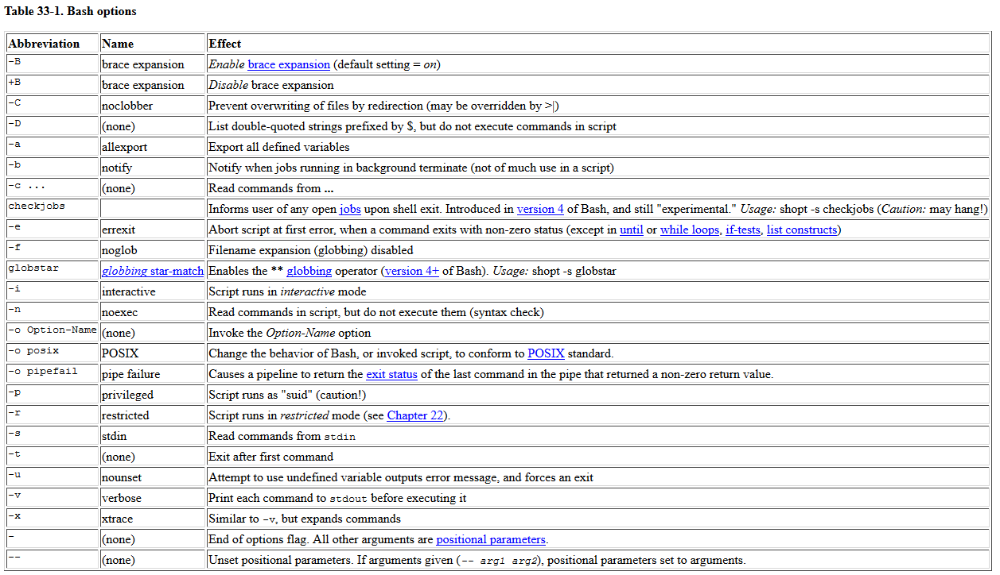 Table 33-1. Bash options
Abbreviation Name Effect
-B brace expansion Enable brace expansion (default setting = on)
+B brace expansion Disable brace expansion
-C noclobber Prevent overwriting of files by redirection (may be overridden by >|)
-D (none) List double-quoted strings prefixed by $, but do not execute commands in script
-a allexport Export all defined variables
-b notify Notify when jobs running in background terminate (not of much use in a script)
-c ... (none) Read commands from ...
checkjobs Informs user of any open jobs upon shell exit. Introduced in version 4 of Bash, and still "experimental." Usage: shopt -s checkjobs (Caution: may hang!)
-e errexit Abort script at first error, when a command exits with non-zero status (except in until or while loops, if-tests, list constructs)
-f noglob Filename expansion (globbing) disabled
globstar globbing star-match Enables the ** globbing operator (version 4+ of Bash). Usage: shopt -s globstar
-i interactive Script runs in interactive mode
-n noexec Read commands in script, but do not execute them (syntax check)
-o Option-Name (none) Invoke the Option-Name option
-o posix POSIX Change the behavior of Bash, or invoked script, to conform to POSIX standard.
-o pipefail pipe failure Causes a pipeline to return the exit status of the last command in the pipe that returned a non-zero return value.
-p privileged Script runs as "suid" (caution!)
-r restricted Script runs in restricted mode (see Chapter 22).
-s stdin Read commands from stdin
-t (none) Exit after first command
-u nounset Attempt to use undefined variable outputs error message, and forces an exit
-v verbose Print each command to stdout before executing it
-x xtrace Similar to -v, but expands commands
- (none) End of options flag. All other arguments are positional parameters.
-- (none) Unset positional parameters. If arguments given (-- arg1 arg2), positional parameters set to arguments.